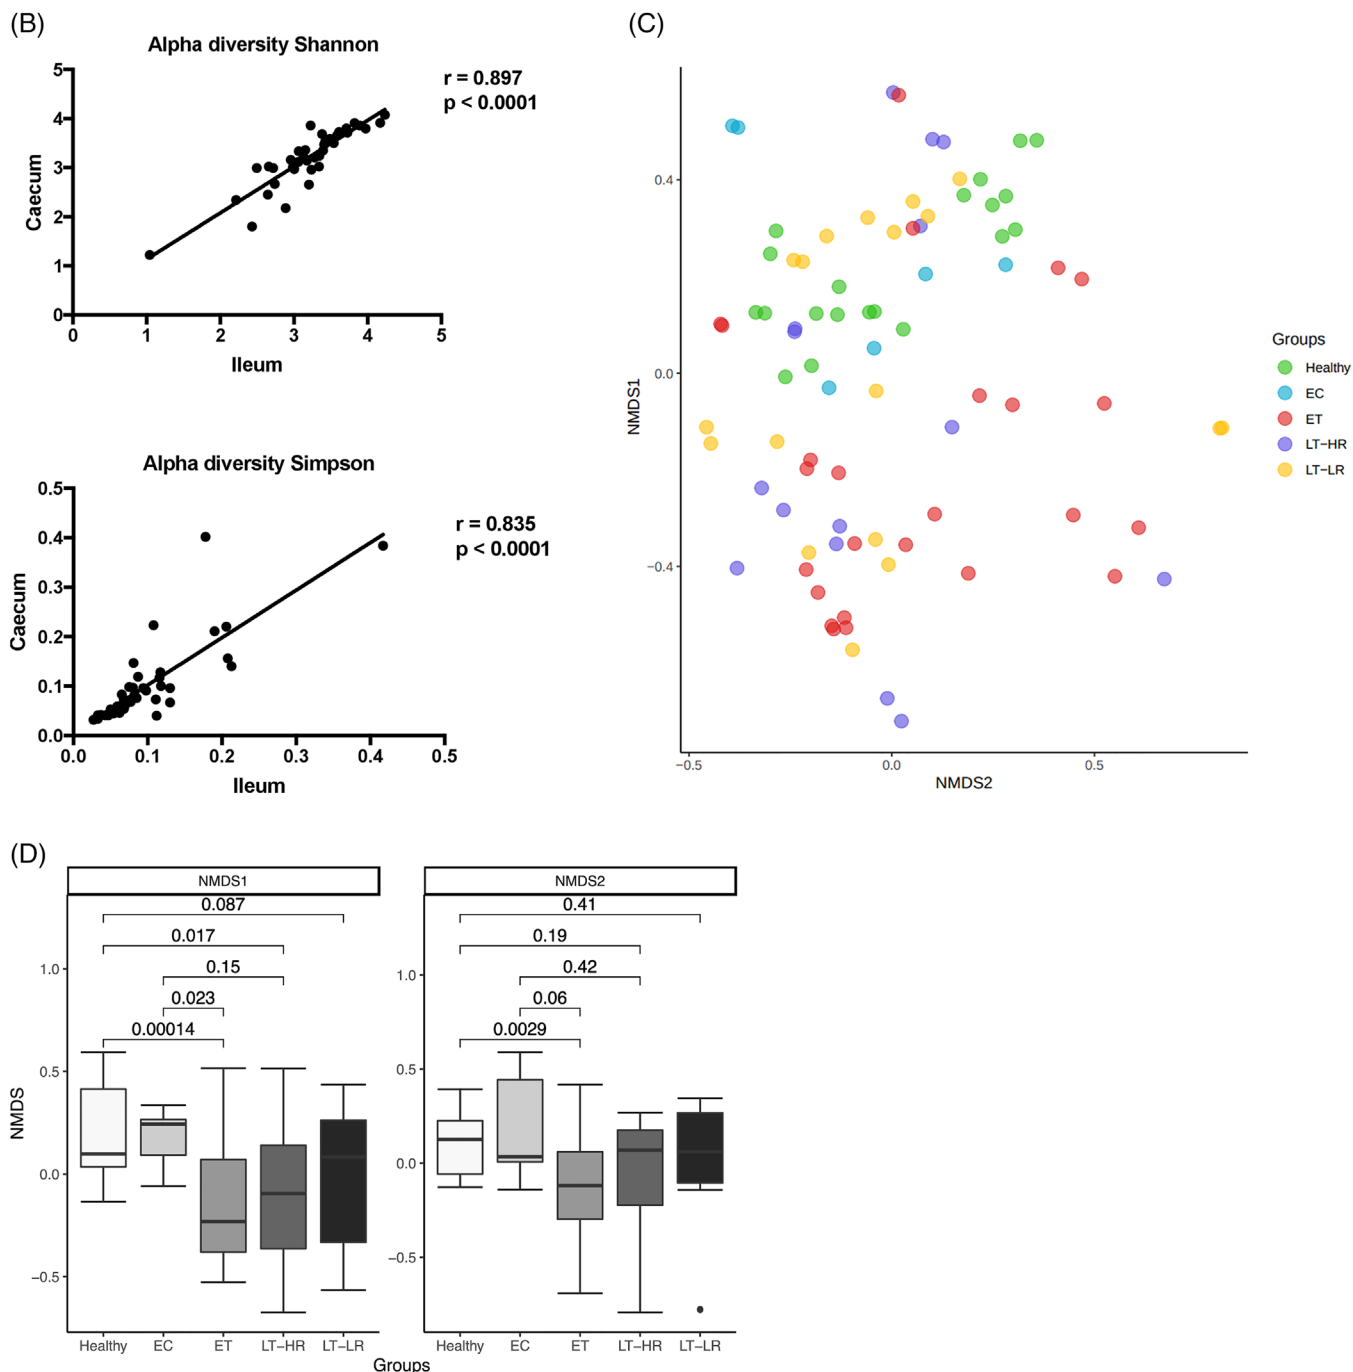 (B)
Alpha diversity Shannon
r = 0.897
p < 0.0001
5
4
3
2
1
0
Caecum
0 1 2 3 4 5
Ileum
Alpha diversity Simpson
r = 0.835
p < 0.0001
0.5
0.4
0.3
0.2
0.1
0.0
Caecum
0.0 0.1 0.2 0.3 0.4 0.5
Ileum
(C)
0.4
0.0
−0.4
NMDS1
−0.5 0.0 0.5
NMDS2
Groups
Healthy
EC
ET
LT−HR
LT−LR
(D)
NMDS1
0.087
0.017
0.15
0.023
0.00014
1.0
0.5
0.0
−0.5
NMDS
Healthy EC ET LT−HR LT−LR
NMDS2
0.41
0.19
0.42
0.06
0.0029
1.0
0.5
0.0
−0.5
Healthy EC ET LT−HR LT−LR
Groups